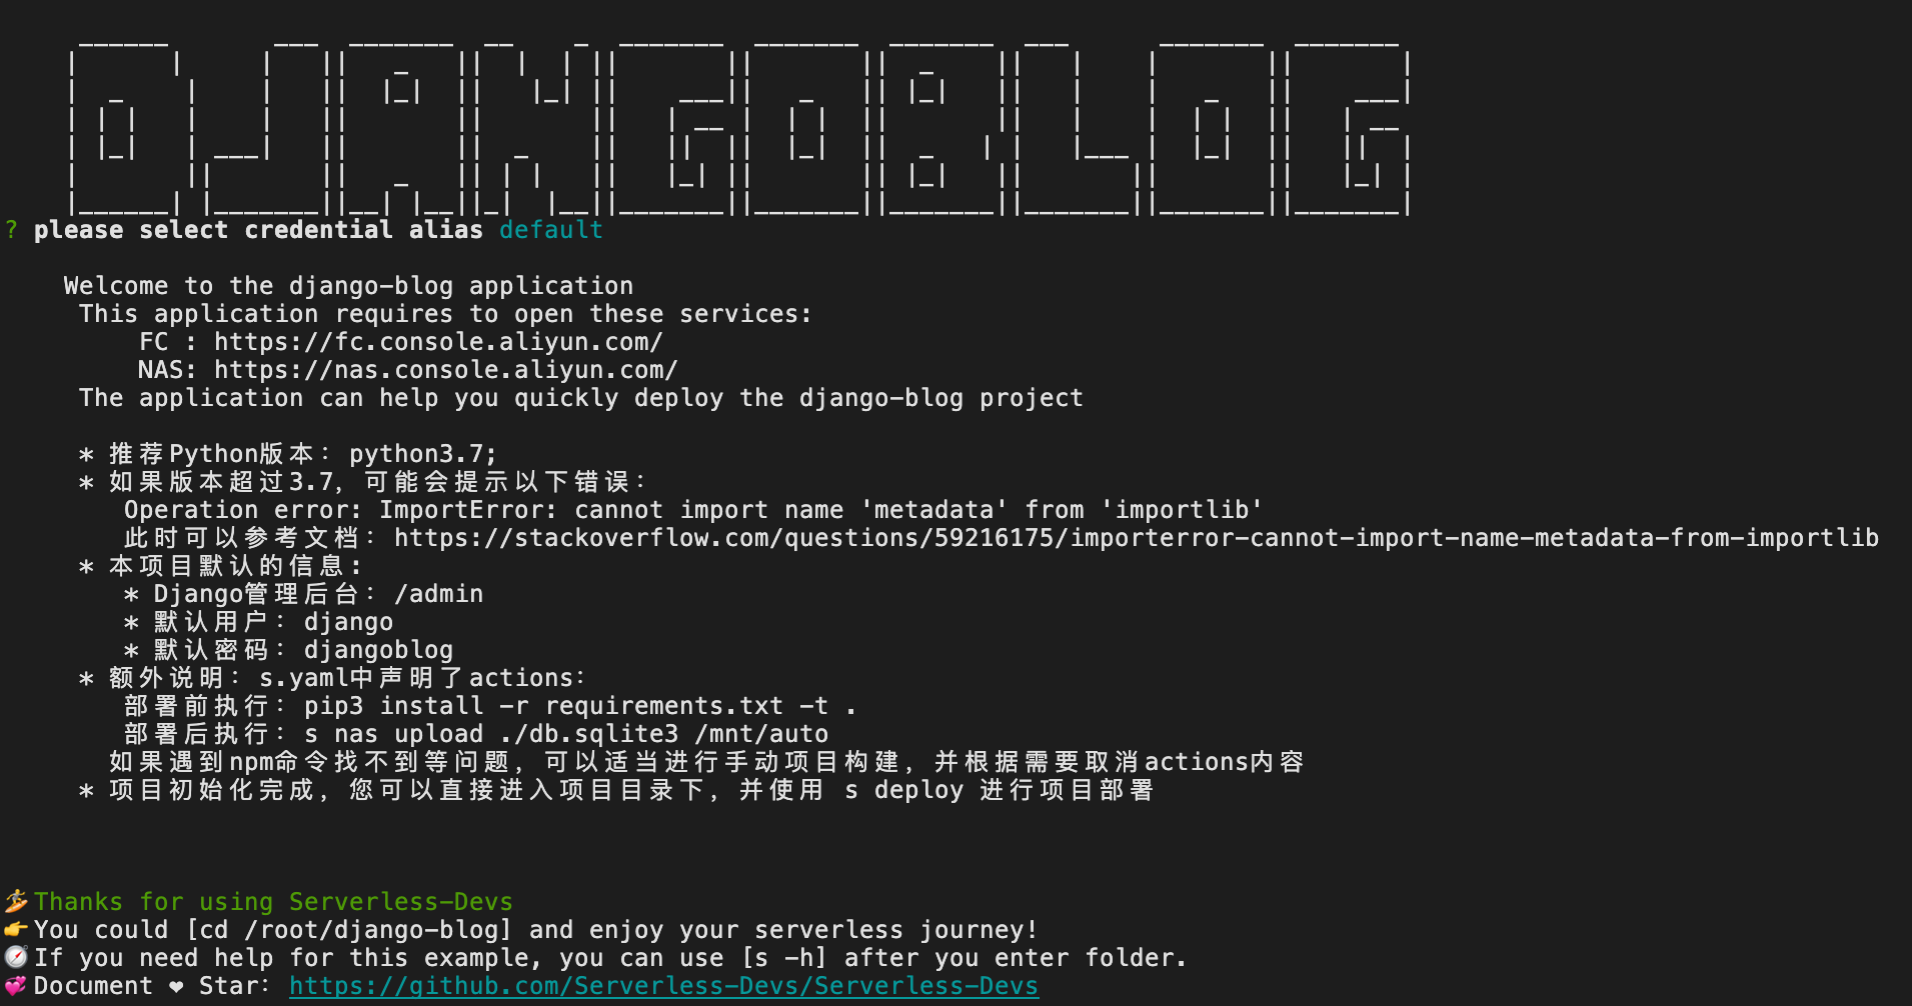 DJANGOBLOG
? please select credential alias default
Welcome to the django-blog application
This application requires to open these services:
FC : https://fc.console.aliyun.com/
NAS: https://nas.console.aliyun.com/
The application can help you quickly deploy the django-blog project
* 推荐Python版本：python3.7;
* 如果版本超过3.7，可能会提示以下错误：
Operation error: ImportError: cannot import name 'metadata' from 'importlib'
此时可以参考文档：https://stackoverflow.com/questions/59216175/importerror-cannot-import-name-metadata-from-importlib
* 本项目默认的信息：
* Django管理后台：/admin
* 默认用户：django
* 默认密码：djangoblog
* 额外说明：s.yaml中声明了actions：
部署前执行：pip3 install -r requirements.txt -t .
部署后执行：s nas upload ./db.sqlite3 /mnt/auto
如果遇到npm命令找不到等问题，可以适当进行手动项目构建，并根据需要取消actions内容
* 项目初始化完成，您可以直接进入项目目录下，并使用 s deploy 进行项目部署
🏄 Thanks for using Serverless-Devs
👉 You could [cd /root/django-blog] and enjoy your serverless journey!
🧭 If you need help for this example, you can use [s -h] after you enter folder.
💞 Document ❤ Star: https://github.com/Serverless-Devs/Serverless-Devs